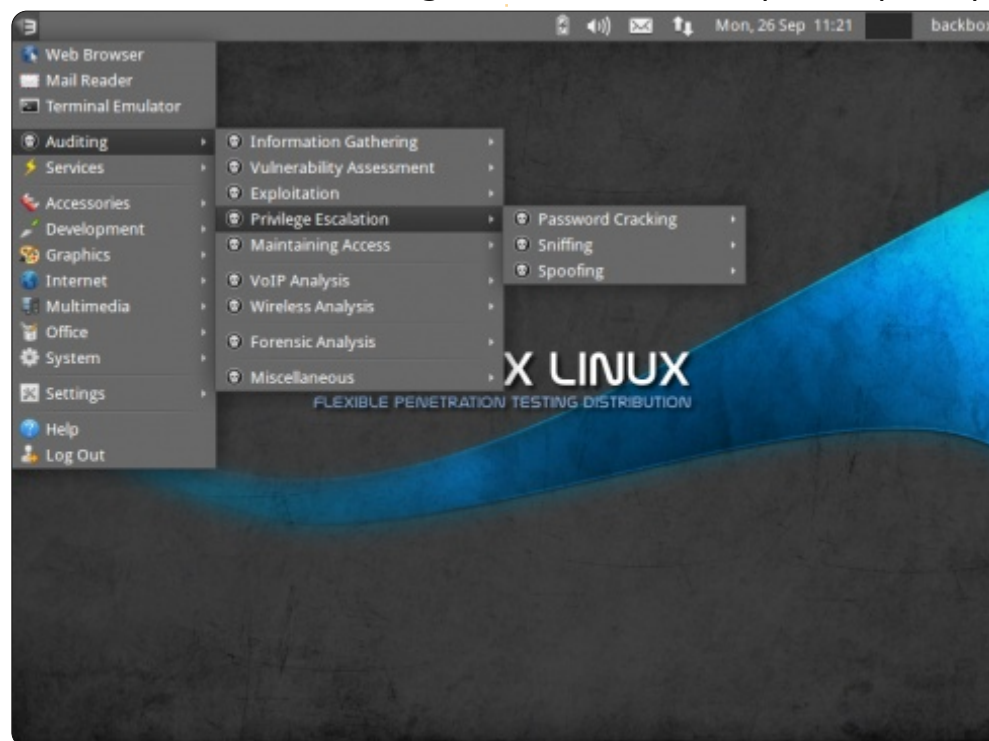 Mon, 26 Sep 11:21
backbox
Web Browser
Mail Reader
Terminal Emulator
Auditing
Services
Accessories
Development
Graphics
Internet
Multimedia
Office
System
Settings
Help
Log Out
Information Gathering
Vulnerability Assessment
Exploitation
Privilege Escalation
Maintaining Access
VoIP Analysis
Wireless Analysis
Forensic Analysis
Miscellaneous
Password Cracking
Sniffing
Spoofing
X LINUX
FLEXIBLE PENETRATION TESTING DISTRIBUTION